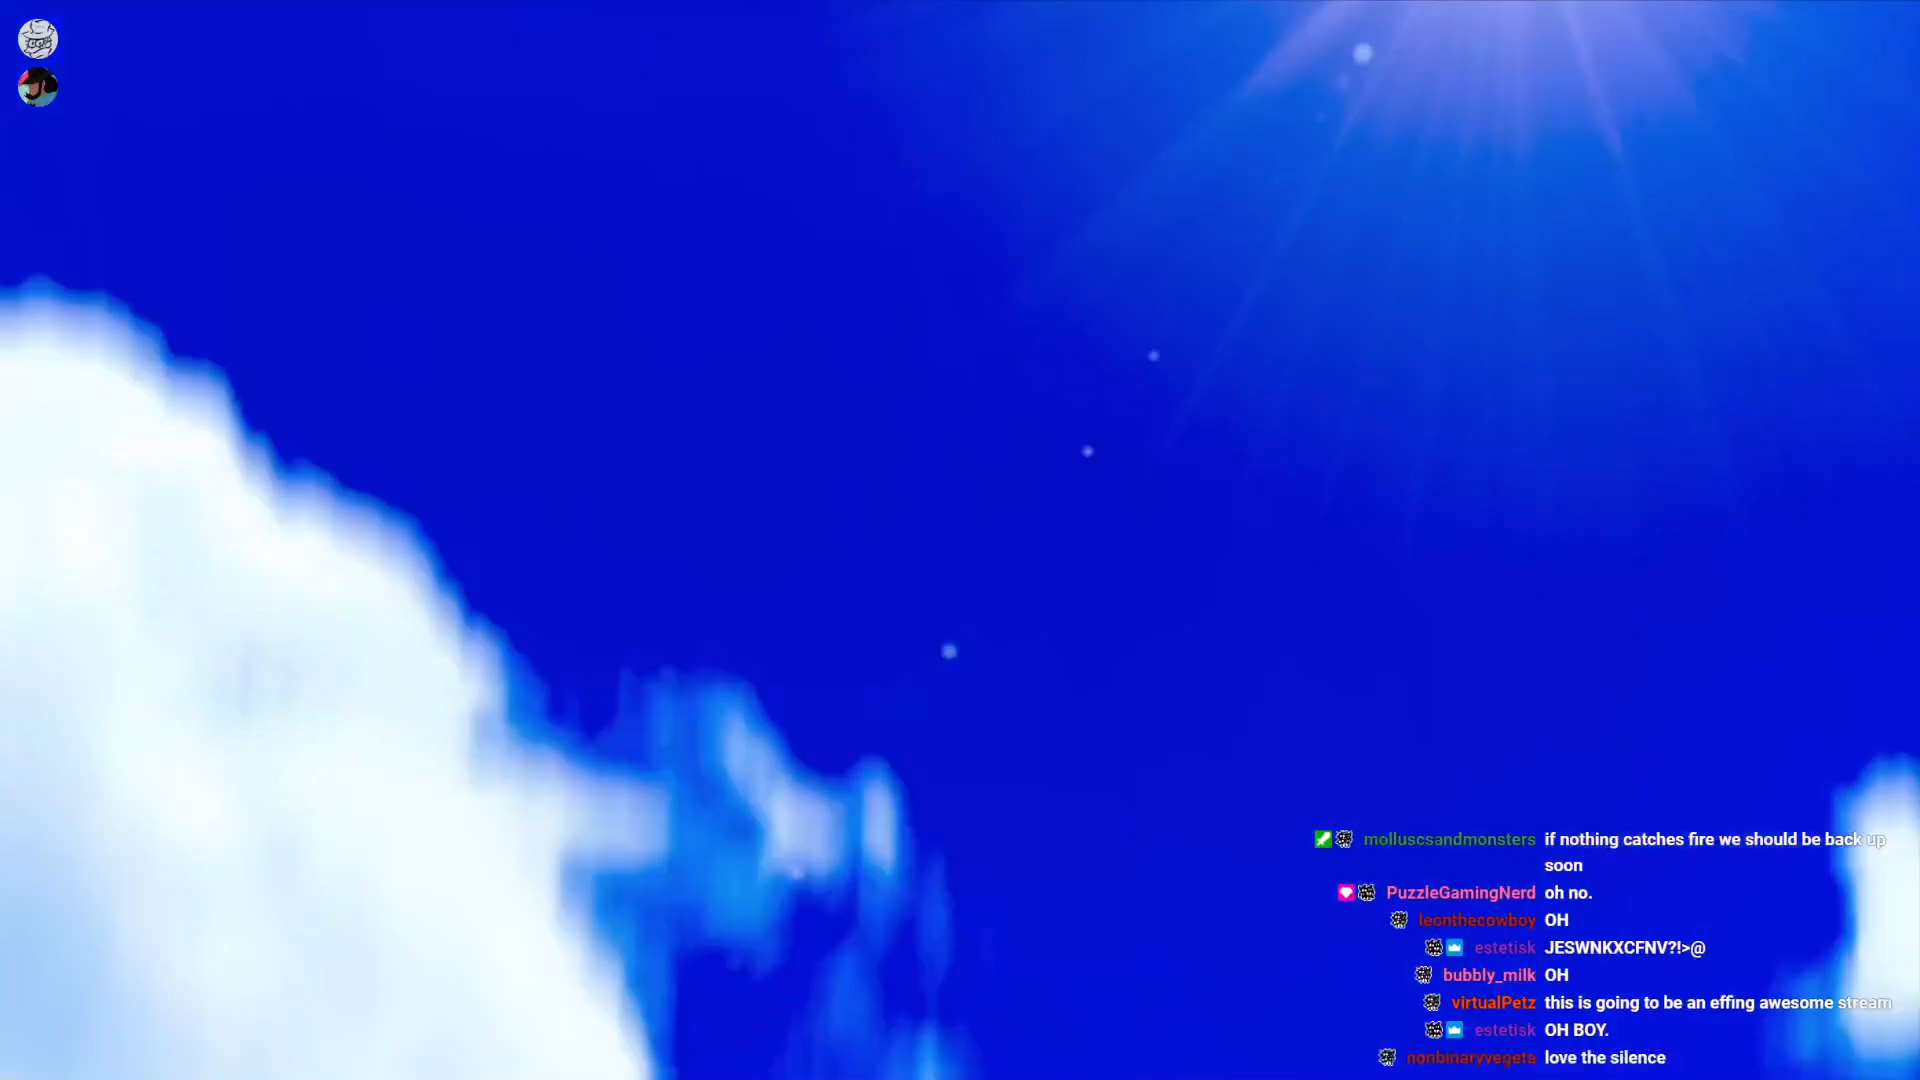 molluscsandmonsters if nothing catches fire we should be back up
soon
PuzzleGamingNerd oh no.
leonthecowboy OH
estetisk JESWNKXCFNV?!>@
bubbly_milk OH
virtualPetz this is going to be an effing awesome stream
estetisk OH BOY.
nonbinaryvegeta love the silence